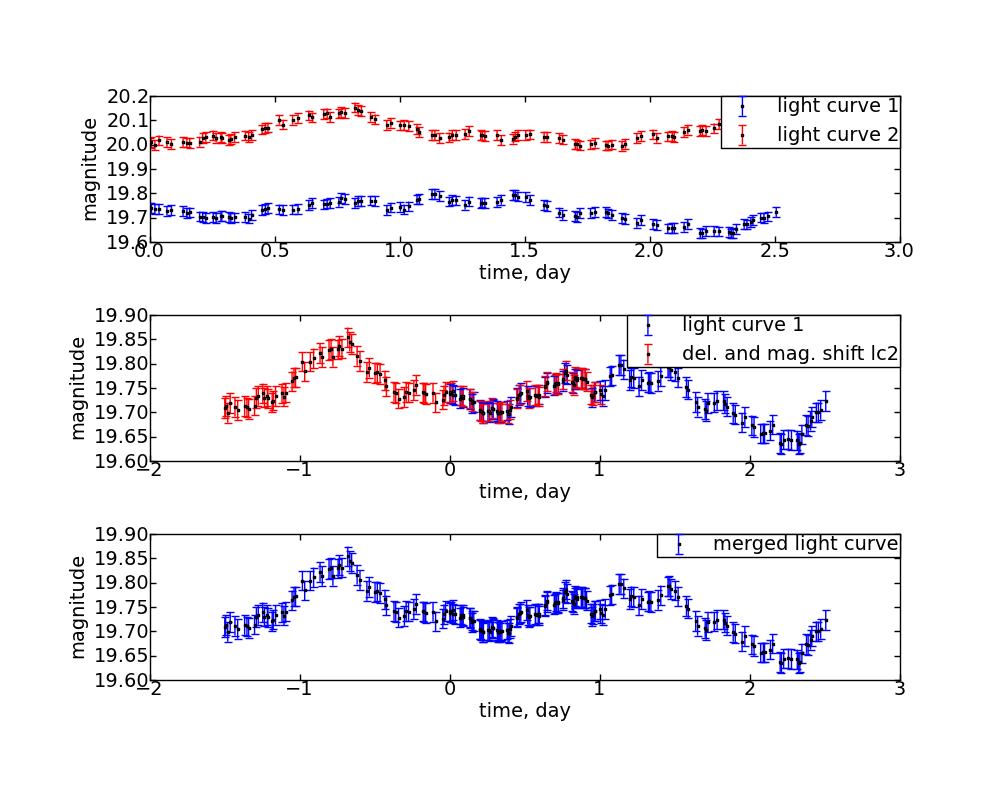 20.2
20.1
20.0
19.9
19.8
19.7
19.6
magnitude
light curve 1
light curve 2
0.0 0.5 1.0 1.5 2.0 2.5 3.0
time, day
19.90
19.85
19.80
19.75
19.70
19.65
19.60
magnitude
light curve 1
del. and mag. shift lc2
−2 −1 0 1 2 3
time, day
19.90
19.85
19.80
19.75
19.70
19.65
19.60
magnitude
merged light curve
−2 −1 0 1 2 3
time, day